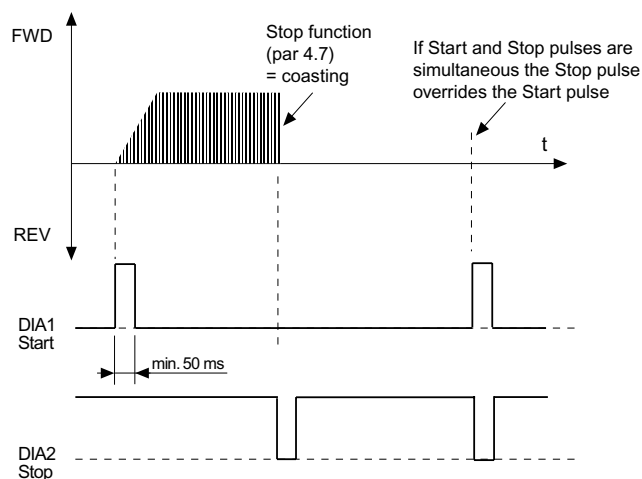 FWD
Stop function
(par 4.7)
= coasting
If Start and Stop pulses are
simultaneous the Stop pulse
overrides the Start pulse
t
REV
DIA1
Start
min. 50 ms
DIA2
Stop